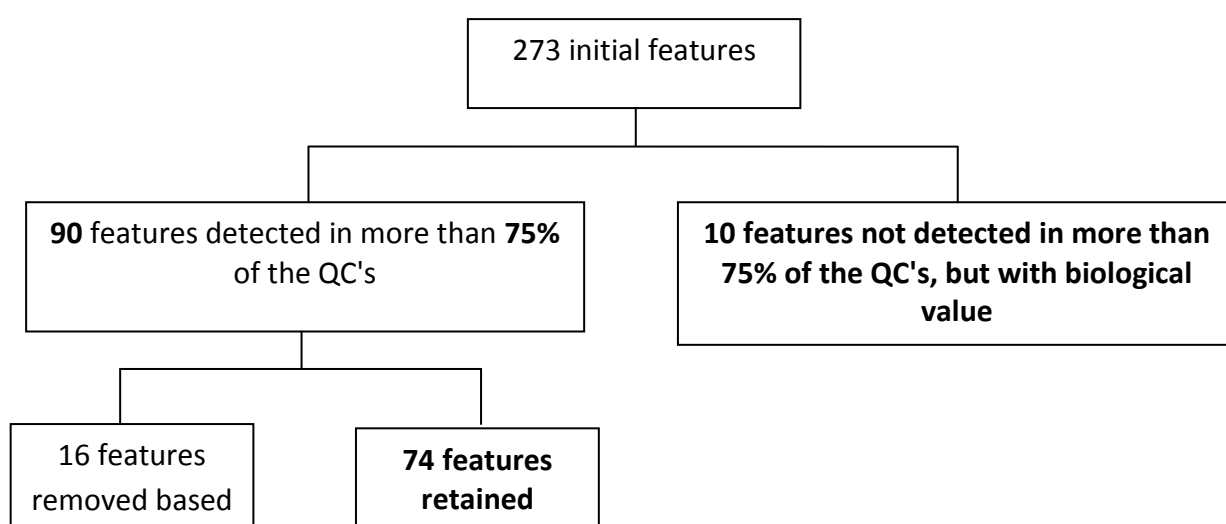 273 initial features
90 features detected in more than 75%
of the QC's
10 features not detected in more than
75% of the QC's, but with biological
value
16 features
removed based
74 features
retained